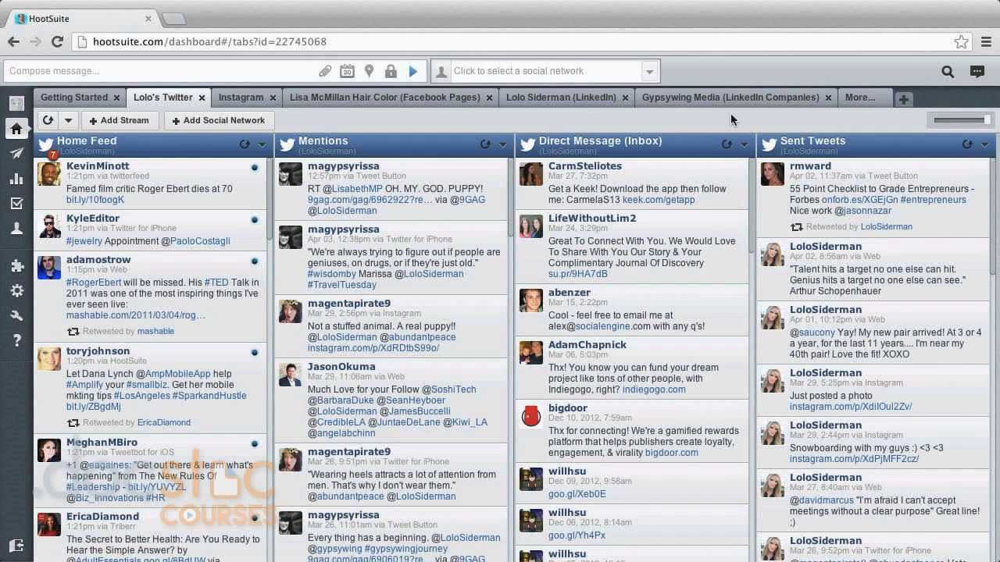 HootSuite
hootsuite.com/dashboard#/tabs?id=22745068
Compose message...
30
Click to select a social network
Getting Started
Lolo's Twitter
Instagram
Lisa McMillan Hair Color (Facebook Pages)
Lolo Siderman (LinkedIn)
Gypsywing Media (LinkedIn Companies)
More...
Add Stream
Add Social Network
Home Feed
(LoloSiderman)
7
KevinMinott
1:21pm via twitterfeed
Famed film critic Roger Ebert dies at 70
bit.ly/10foogK
KyleEditor
1:21pm via Twitter for iPhone
#jewelry Appointment @PaoloCostagli
adamostrow
1:15pm via Web
#RogerEbert will be missed. His #TED Talk in
2011 was one of the most inspiring things I've
ever seen live:
mashable.com/2011/03/04/rog…
Retweeted by mashable
toryjohnson
1:20pm via HootSuite
Let Dana Lynch @AmpMobileApp help
#Amplify your #smallbiz. Get her mobile
mkting tips #LosAngeles #SparkandHustle
bit.ly/ZBgdMj
Retweeted by EricaDiamond
MeghanMBiro
1:21pm via Tweetbot for iOS
+1 @eagaines: "Get out there & learn what's
happening" from The New Rules Of
#Leadership - bit.ly/YUVYZL
@Biz_Innovations #HR
EricaDiamond
1:21pm via Triberr
The Secret to Better Health: Are You Ready to
Hear the Simple Answer? by
@AdultEssentials goo.gl/6BdUW via
COURSES
Mentions
(LoloSiderman)
magypsyrissa
12:57pm via Tweet Button
RT @LisabethMP OH. MY. GOD. PUPPY!
9gag.com/gag/6962922?re… via @9GAG
@LoloSiderman
magypsyrissa
Apr 03, 12:38pm via Twitter for iPhone
"We're always trying to figure out if people are
geniuses, on drugs, or if they're just old."
#wisdomby Marissa @LoloSiderman
#TravelTuesday
magentapirate9
Mar 29, 2:56pm via Instagram
Not a stuffed animal. A real puppy!!
@LoloSiderman @abundantpeace
instagram.com/p/XdRDtbS99o/
JasonOkuma
Mar 29, 11:06am via Web
Much Love for your Follow @SoshiTech
@BarbaraDuke @SeanHeyboer
@LoloSiderman @JamesBuccelli
@CredibleLA @JuntaeDeLane @Kiwi_LA
@angelabchinn
magentapirate9
Mar 26, 9:51pm via Twitter for iPhone
"Wearing heels attracts a lot of attention from
men. That's why I don't wear them."
@abundantpeace @LoloSiderman
magypsyrissa
Mar 26, 11:01am via Tweet Button
Every thing has a beginning. @LoloSiderman
@gypsywing #gypsywingjourney
9gag.com/gag/6906019?re… via @9GAG
Direct Message (Inbox)
(LoloSiderman)
CarmSteliotes
Mar 27, 7:32pm
Get a Keek! Download the app then follow
me: CarmelaS13 keek.com/getapp
LifeWithoutLim2
Mar 24, 3:29pm
Great To Connect With You. We Would Love
To Share With You Our Story & Your
Complimentary Journal Of Discovery
su.pr/9HA7dB
abenzer
Mar 15, 2:22pm
Cool - feel free to email me at
alex@socialengine.com with any q's!
AdamChapnick
Mar 06, 5:03pm
Thx! You know you can fund your dream
project like tons of other people, with
Indiegogo, right? indiegogo.com
bigdoor
Dec 10, 2012, 7:59am
Thx for connecting! We're a gamified rewards
platform that helps publishers create loyalty,
engagement, & virality bigdoor.com
willhsu
Dec 09, 2012, 9:58am
goo.gl/Xeb0E
willhsu
Dec 06, 2012, 8:14am
goo.gl/Yh4Px
willhsu
Sent Tweets
(LoloSiderman)
rmward
Apr 02, 11:37am via Tweet Button
55 Point Checklist to Grade Entrepreneurs -
Forbes onforb.es/XGEjGn #entrepreneurs
Nice work @jasonnazar
Retweeted by LoloSiderman
LoloSiderman
Apr 02, 8:56am via Web
"Talent hits a target no one else can hit.
Genius hits a target no one else can see."
Arthur Schopenhauer
LoloSiderman
Apr 01, 10:12pm via Web
@saucony Yay! My new pair arrived! At 3 or 4
a year, for the last 11 years.... I'm near my
40th pair! Love the fit! XOXO
LoloSiderman
Mar 29, 5:25pm via Instagram
Just posted a photo
instagram.com/p/XdiIOul2Zv/
LoloSiderman
Mar 29, 2:44pm via Instagram
Snowboarding with my guys :) <3 <3
instagram.com/p/XdPjMFF2cz/
LoloSiderman
Mar 27, 8:40am via Web
@davidmarcus "I'm afraid I can't accept
meetings without a clear purpose" Great line!
;)
LoloSiderman
Mar 26, 9:52pm via Twitter for iPhone